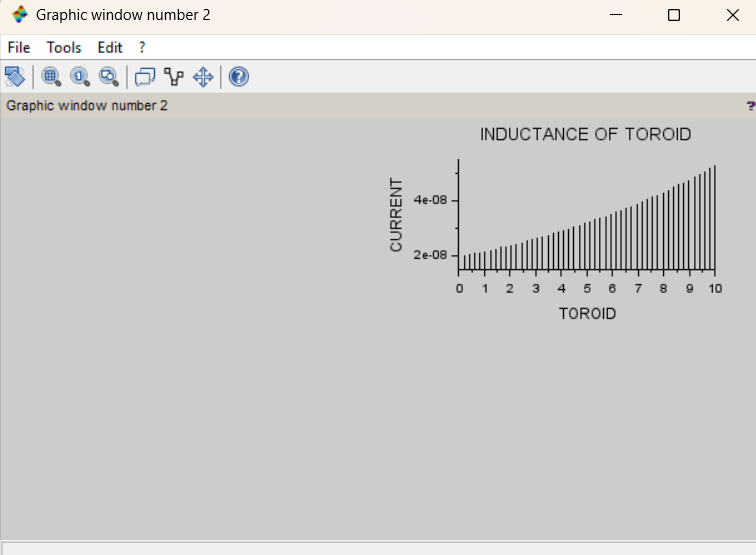 Graphic window number 2
File Tools Edit ?
Graphic window number 2 ?
INDUCTANCE OF TOROID
CURRENT
4e-08
2e-08
0 1 2 3 4 5 6 7 8 9 10
TOROID